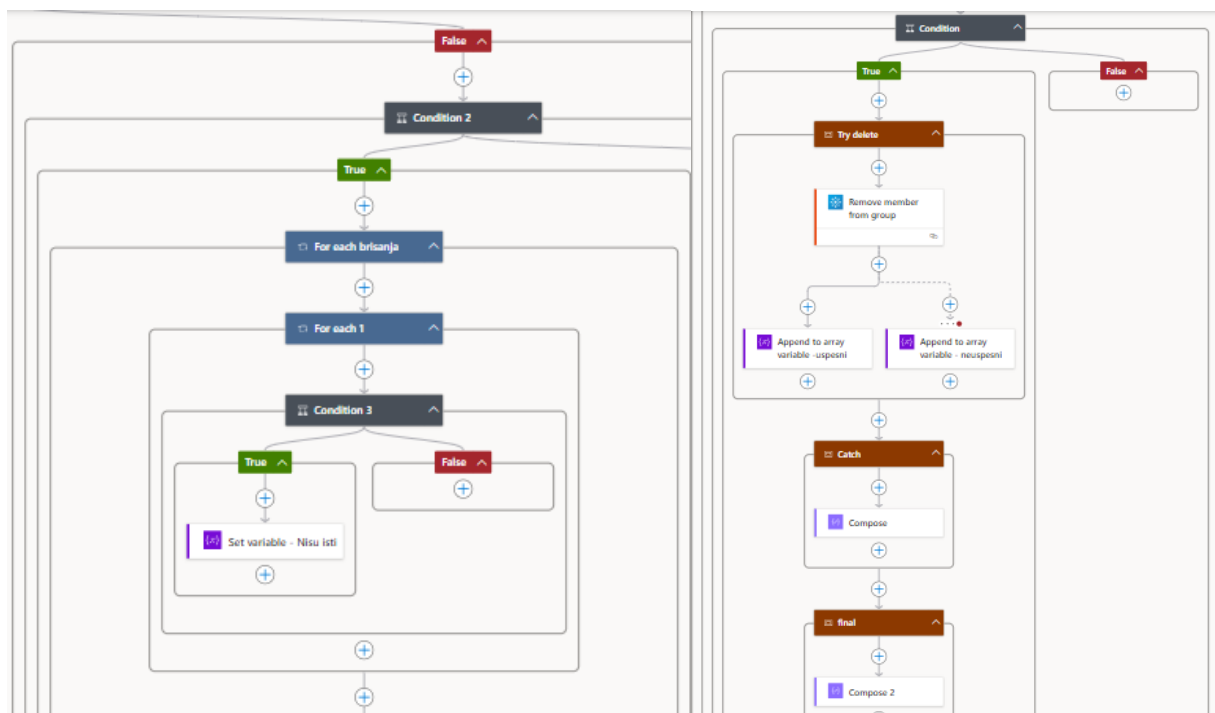 False
Condition 2
True
For each brisanja
For each 1
Condition 3
True
False
Set variable - Nisu isti
Condition
True
False
Try delete
Remove member
from group
Append to array
variable -uspesni
Append to array
variable - neuspesni
Catch
Compose
final
Compose 2